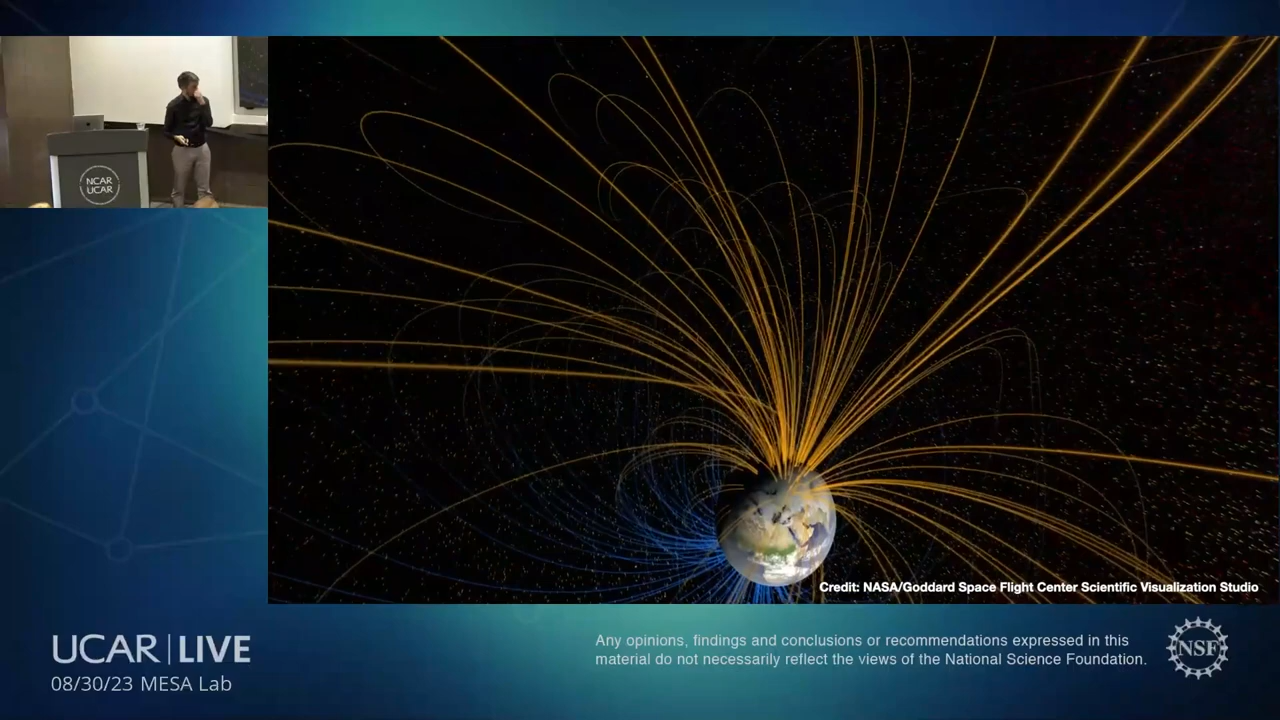 NCAR
UCAR
Credit: NASA/Goddard Space Flight Center Scientific Visualization Studio
UCAR | LIVE
08/30/23 MESA Lab
Any opinions, findings and conclusions or recommendations expressed in this
material do not necessarily reflect the views of the National Science Foundation.
NSF